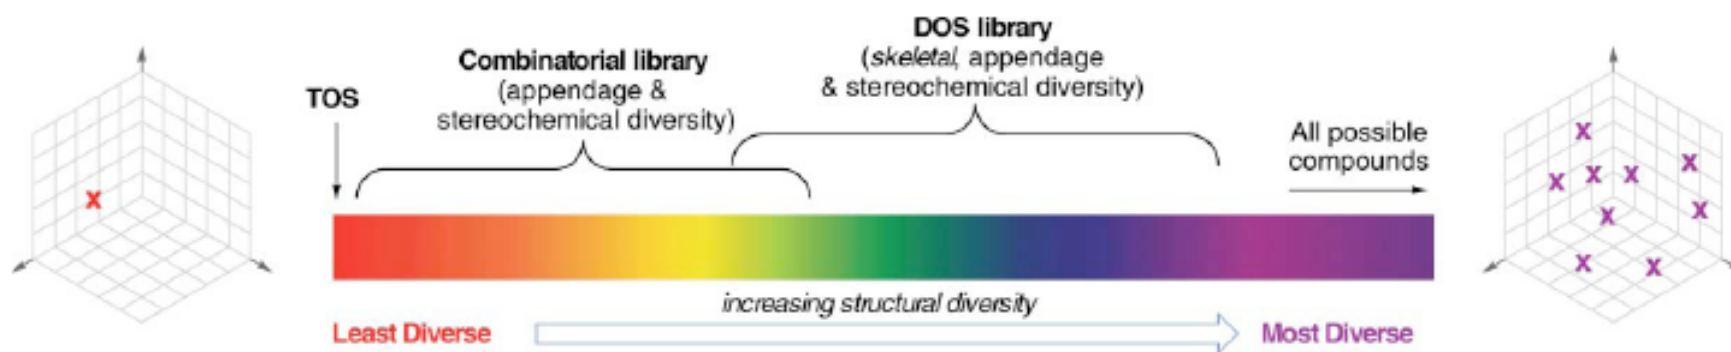 TOS
Combinatorial library
(appendage &
stereochemical diversity)
DOS library
(skeletal, appendage
& stereochemical diversity)
All possible
compounds
x
x
x
x
x
x
x
x
x
x
increasing structural diversity
Least Diverse
Most Diverse